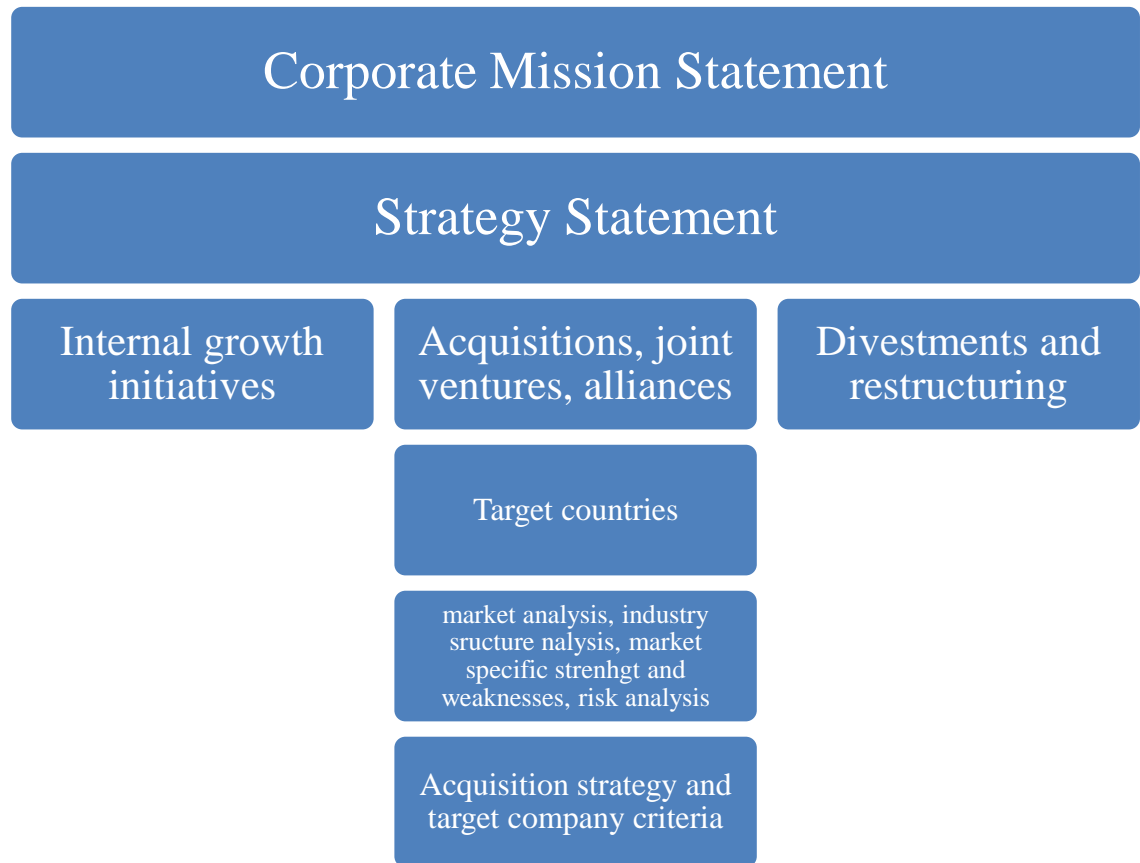 Corporate Mission Statement
Strategy Statement
Internal growth
initiatives
Acquisitions, joint
ventures, alliances
Divestments and
restructuring
Target countries
market analysis, industry
sructure nalysis, market
specific strenhgt and
weaknesses, risk analysis
Acquisition strategy and
target company criteria